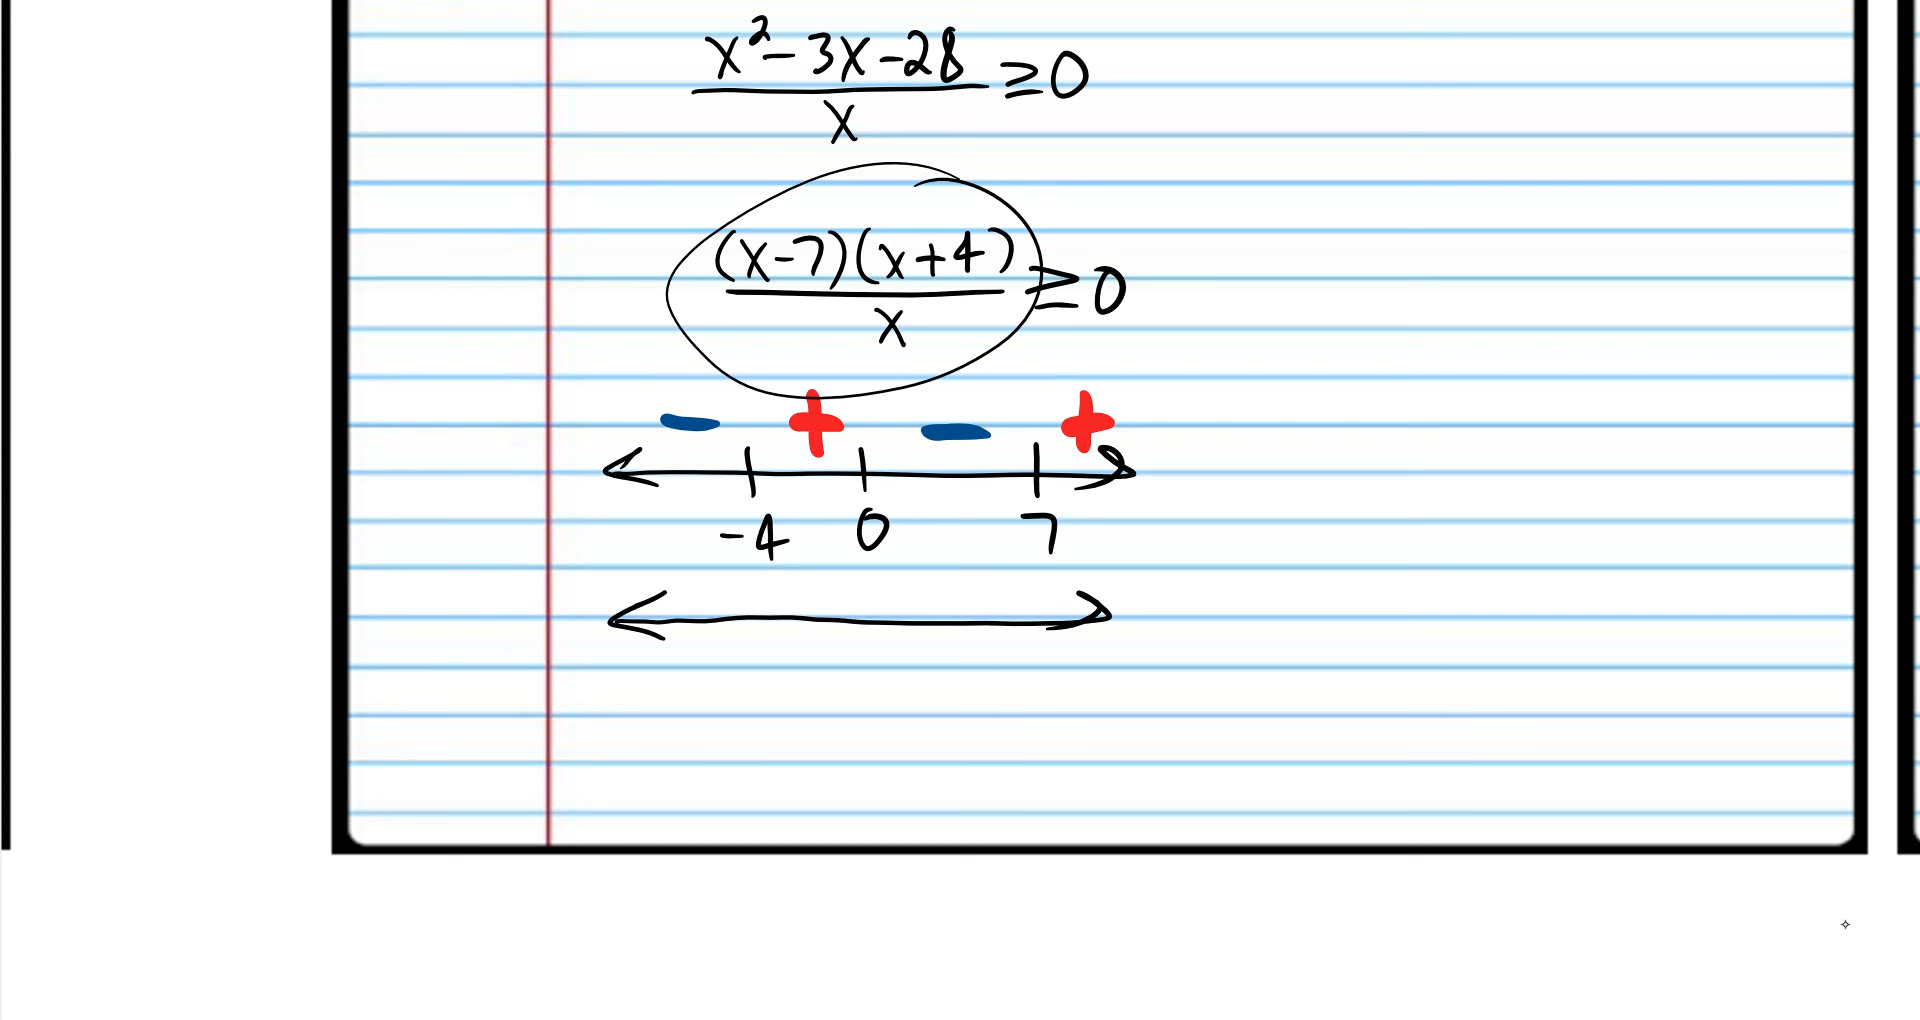 x² - 3x - 28
x
≥ 0
(x-7)(x+4)
x
≥ 0
- + - +
-4 0 7